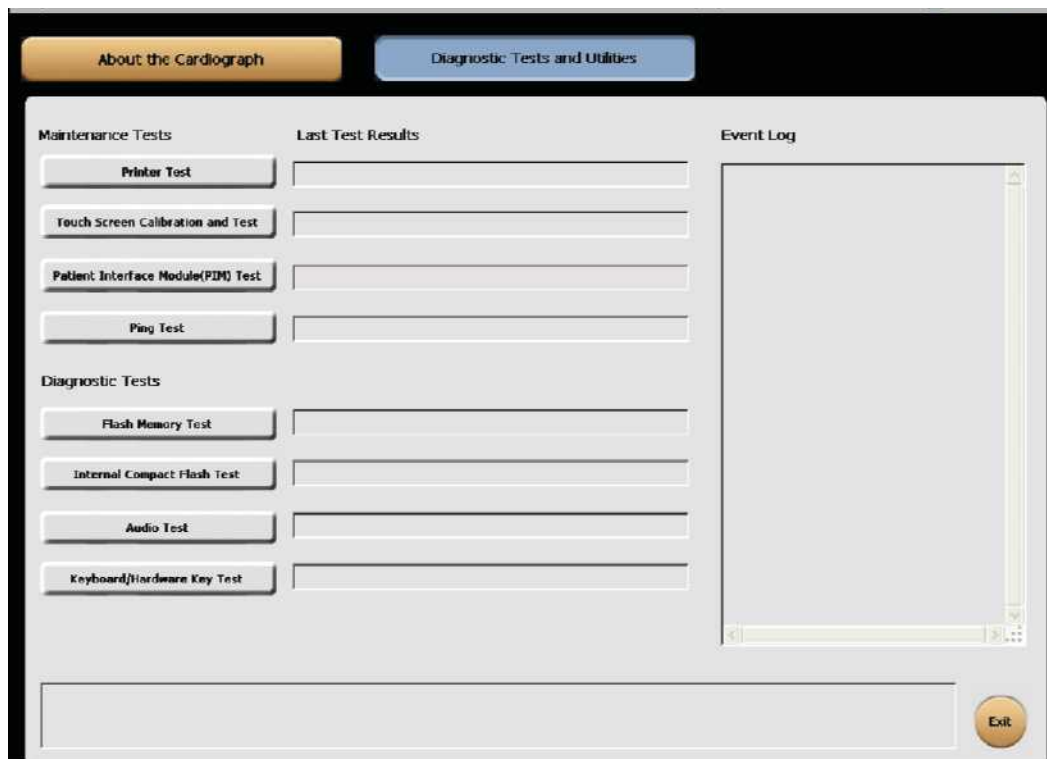 About the Cardiograph
Diagnostic Tests and Utilities
Maintenance Tests
Last Test Results
Event Log
Printer Test
Touch Screen Calibration and Test
Patient Interface Module(PIM) Test
Ping Test
Diagnostic Tests
Flash Memory Test
Internal Compact Flash Test
Audio Test
Keyboard/Hardware Key Test
Exit